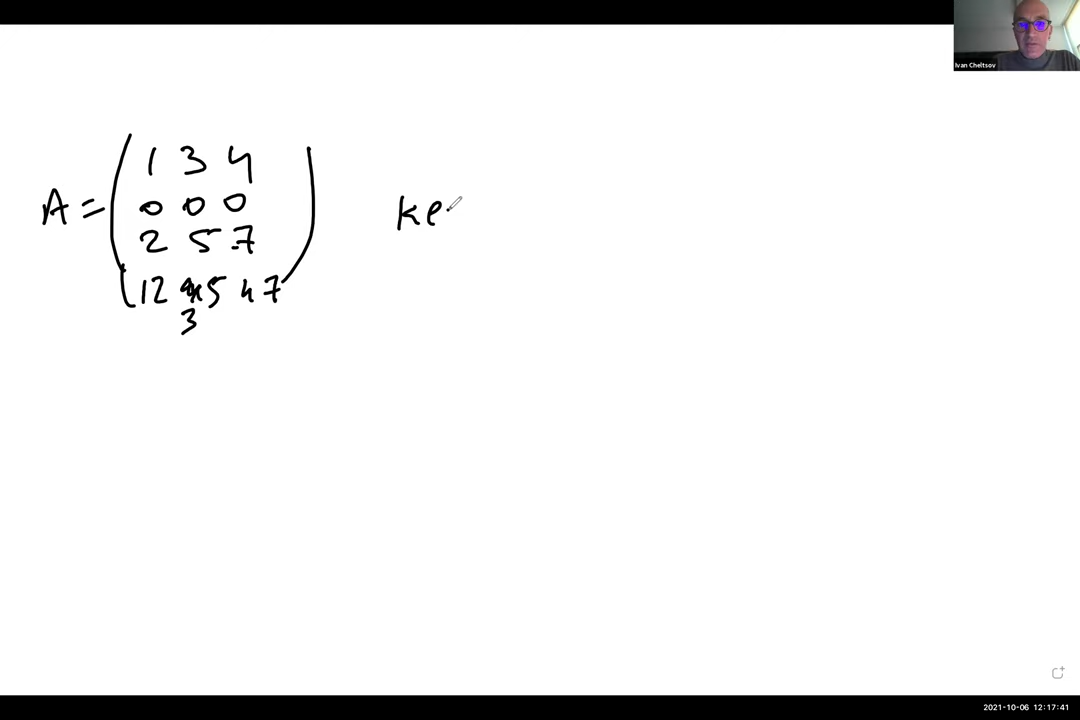 Ivan Cheltsov
1 3 4
A = 0 0 0 ke
2 5 7
12 5 47
3
2021-10-06 12:17:41